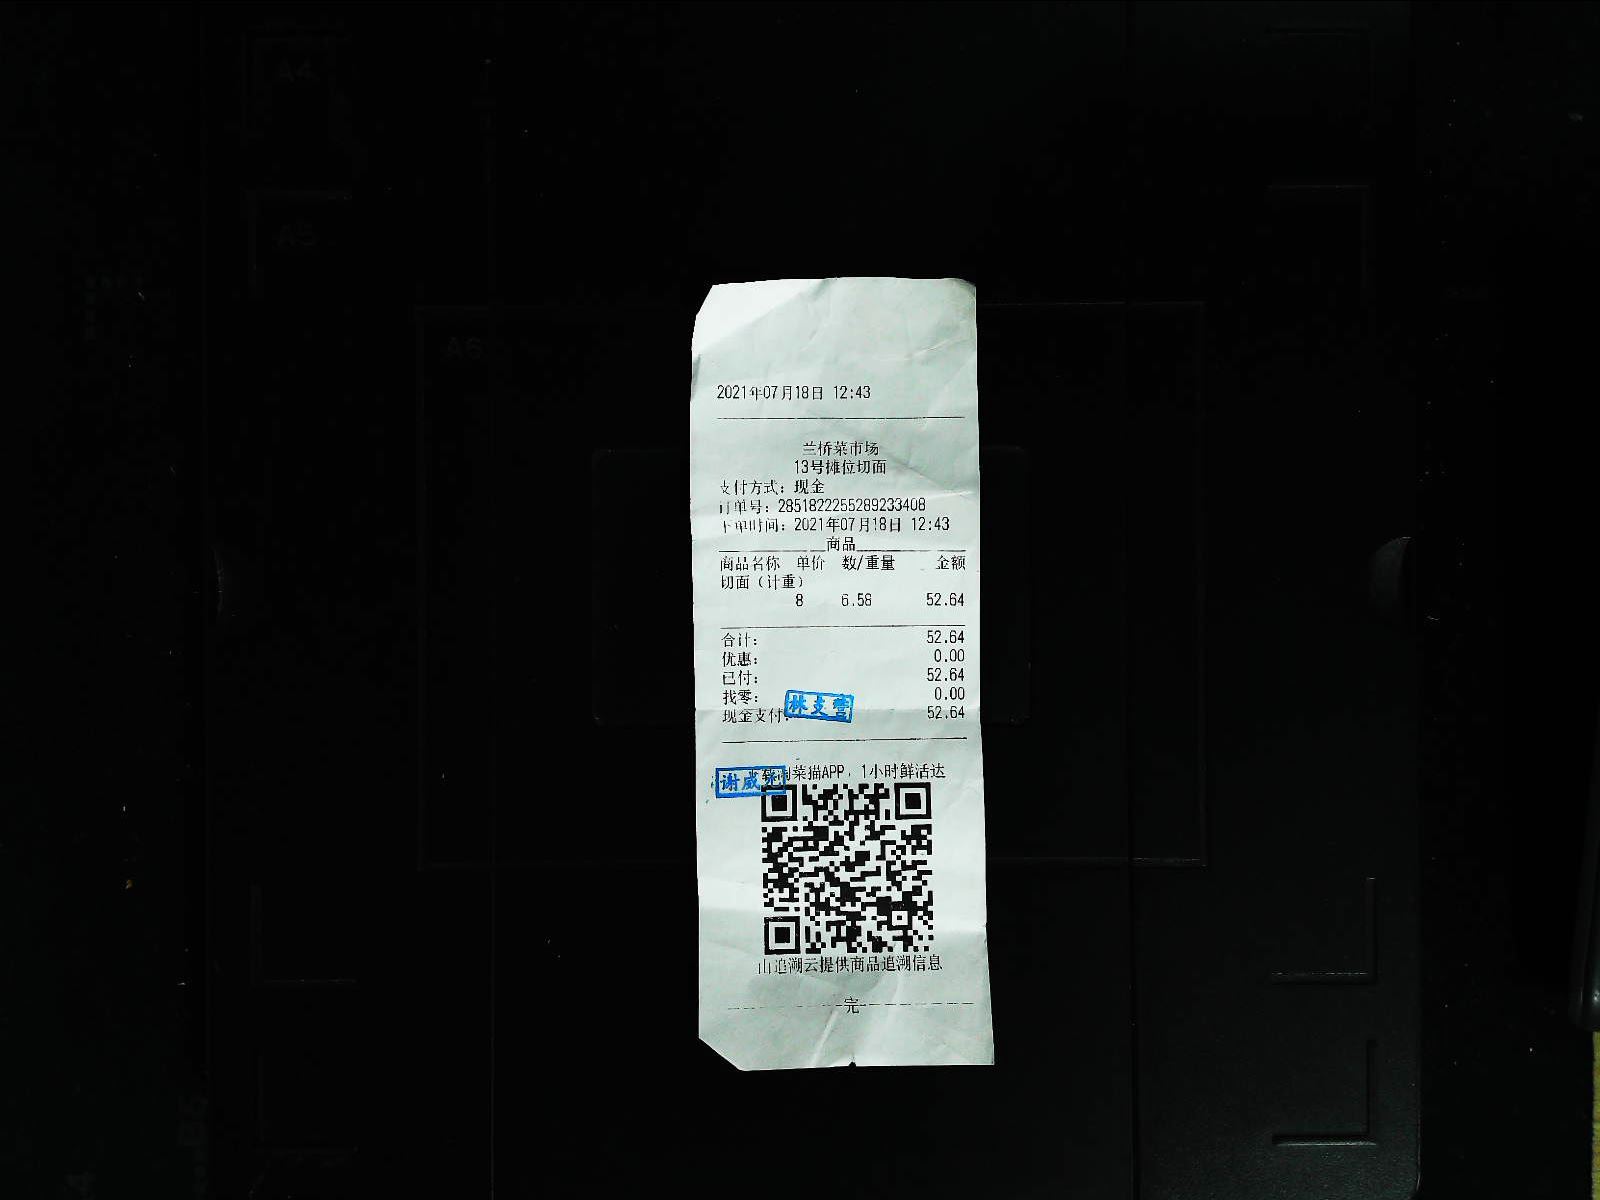 A4
A5
A6
2021年07月18日 12:43
兰桥菜市场
13号摊位切面
支付方式：现金
订单号：2851822255289233408
下单时间：2021年07月18日 12:43
商品
商品名称 单价 数/重量 金额
切面（计重）
8 6.58 52.64
合计： 52.64
优惠： 0.00
已付： 52.64
找零： 0.00
林支营
现金支付： 52.64
菜猫APP，1小时鲜活达
谢威
由追溯云提供商品追溯信息
完